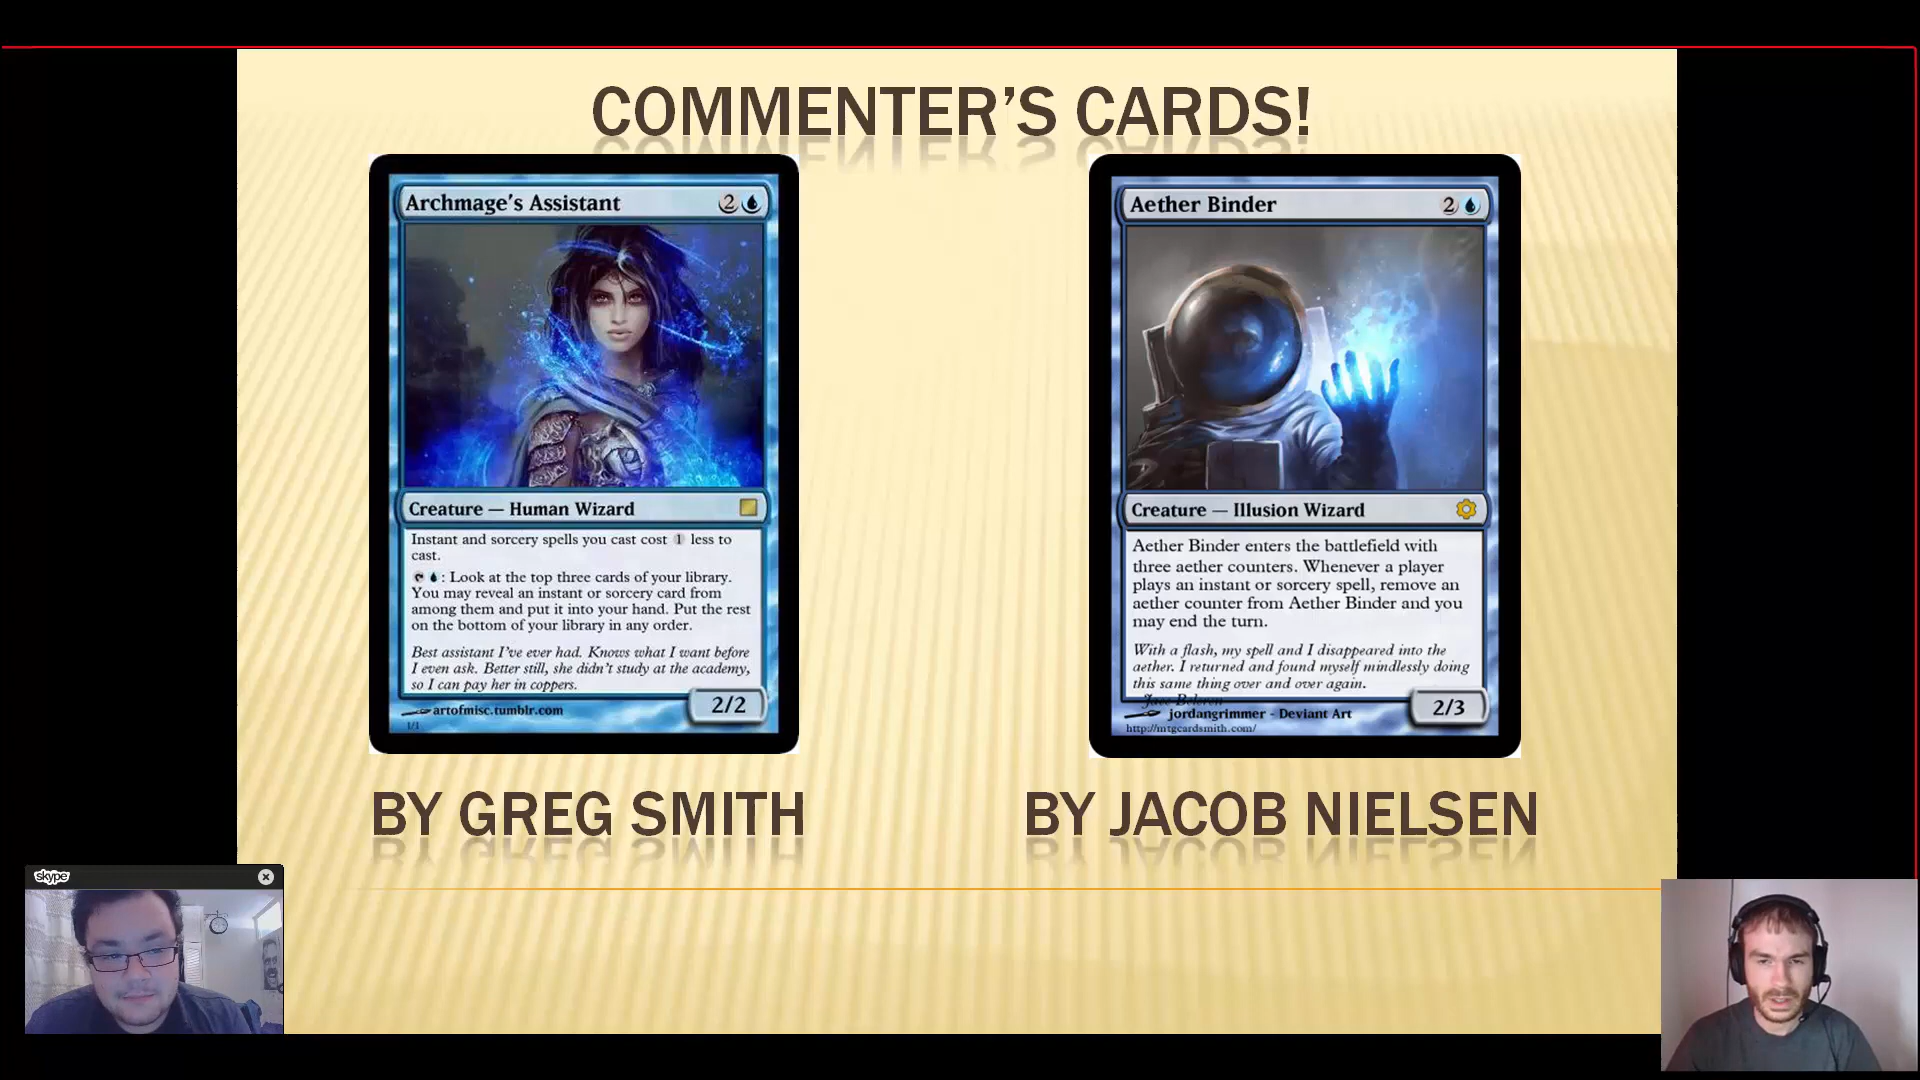 COMMENTER'S CARDS!
Archmage's Assistant 2
Creature — Human Wizard
Instant and sorcery spells you cast cost 1 less to
cast.
: Look at the top three cards of your library.
You may reveal an instant or sorcery card from
among them and put it into your hand. Put the rest
on the bottom of your library in any order.
Best assistant I've ever had. Knows what I want before
I even ask. Better still, she didn't study at the academy,
so I can pay her in coppers.
2/2
artofmisc.tumblr.com
1/1
BY GREG SMITH
Aether Binder 2
Creature — Illusion Wizard
Aether Binder enters the battlefield with
three aether counters. Whenever a player
plays an instant or sorcery spell, remove an
aether counter from Aether Binder and you
may end the turn.
With a flash, my spell and I disappeared into the
aether. I returned and found myself mindlessly doing
this same thing over and over again.
Jace Beleren
2/3
jordangrimmer - Deviant Art
http://mtgcardsmith.com/
BY JACOB NIELSEN
skype